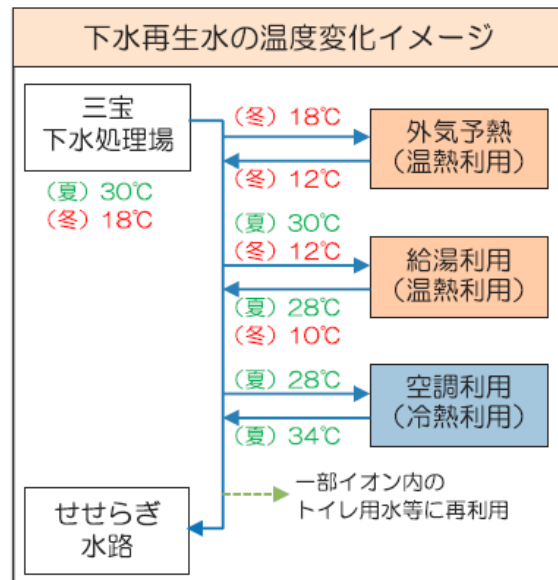 下水再生水の温度変化イメージ
三宝
下水処理場
(夏) 30℃
(冬) 18℃
(冬) 18℃
外気予熱
(温熱利用)
(冬) 12℃
(夏) 30℃
(冬) 12℃
給湯利用
(温熱利用)
(夏) 28℃
(冬) 10℃
(夏) 28℃
空調利用
(冷熱利用)
(夏) 34℃
一部イオン内の
トイレ用水等に再利用
せせらぎ
水路